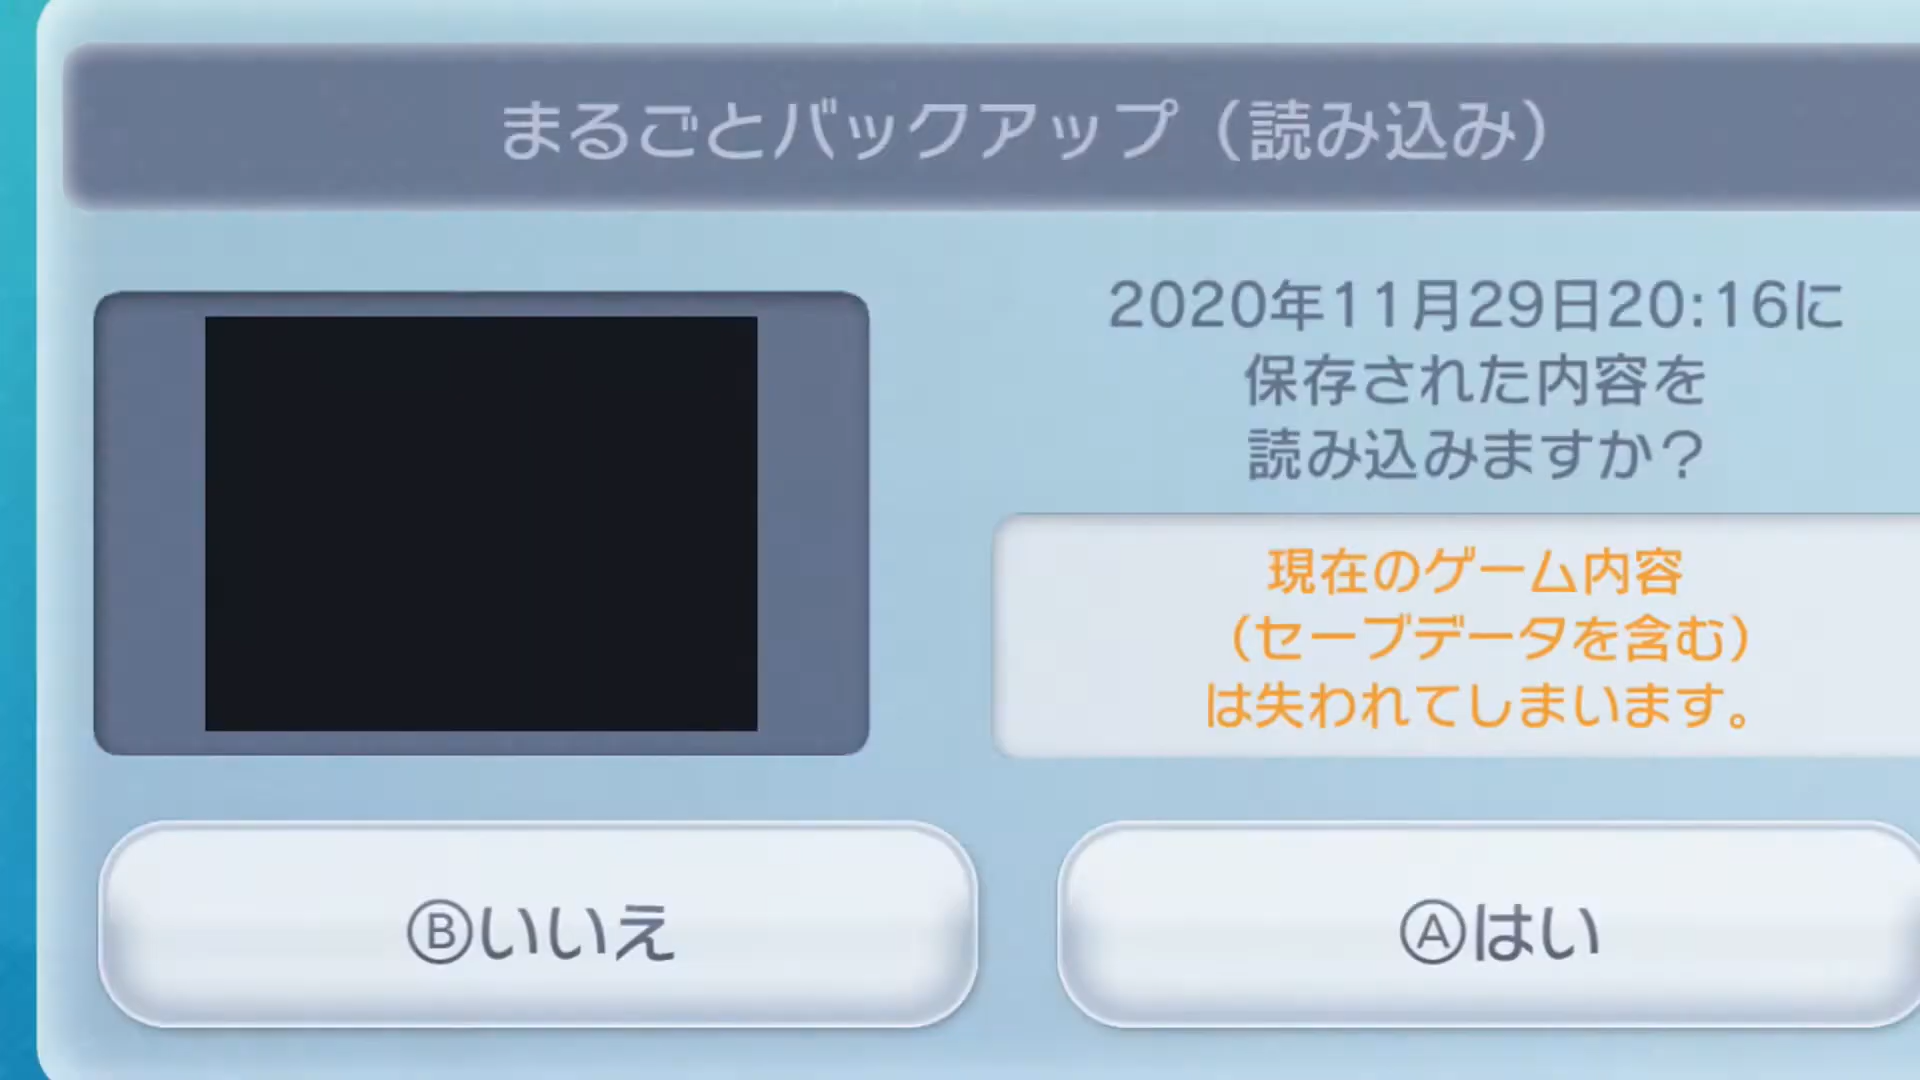 まるごとバックアップ（読み込み）
2020年11月29日20:16に
保存された内容を
読み込みますか？
現在のゲーム内容
（セーブデータを含む）
は失われてしまいます。
Ⓑいいえ
Ⓐはい